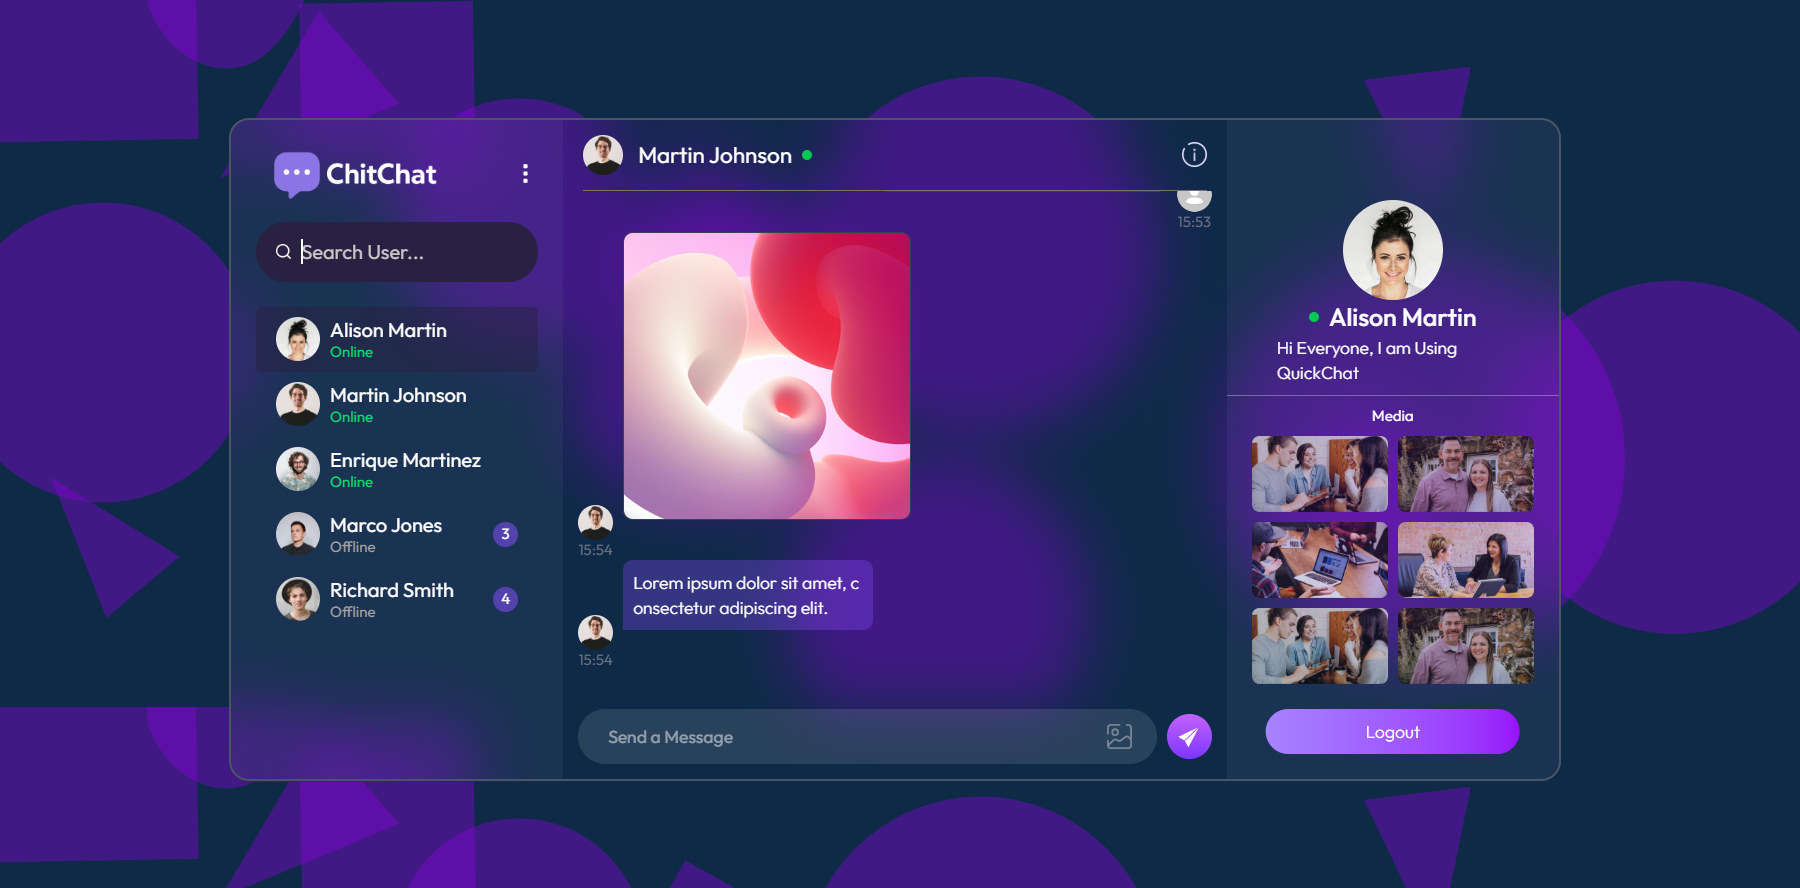 ChitChat
Search User...
Alison Martin
Online
Martin Johnson
Online
Enrique Martinez
Online
Marco Jones
Offline
3
Richard Smith
Offline
4
Martin Johnson
15:53
15:54
Lorem ipsum dolor sit amet, c
onsectetur adipiscing elit.
15:54
Send a Message
Alison Martin
Hi Everyone, I am Using
QuickChat
Media
Logout